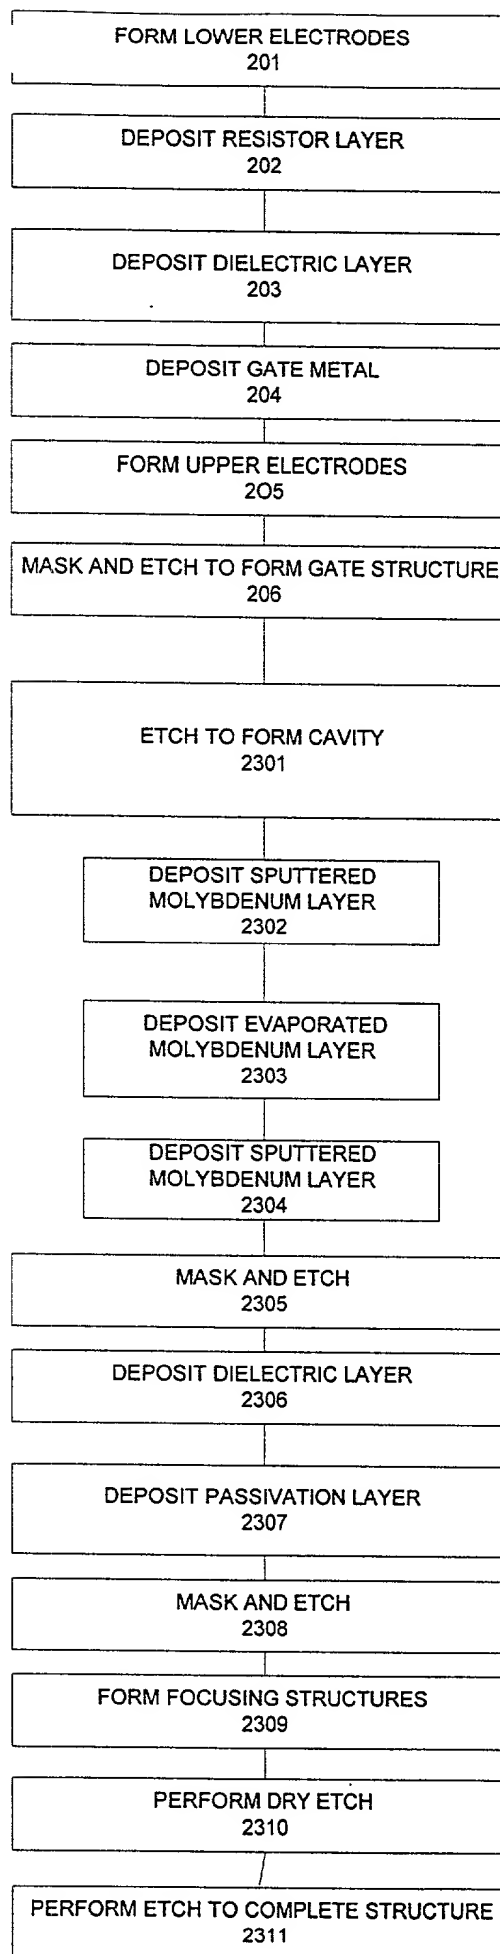 FORM LOWER ELECTRODES
201
DEPOSIT RESISTOR LAYER
202
DEPOSIT DIELECTRIC LAYER
203
DEPOSIT GATE METAL
204
FORM UPPER ELECTRODES
2O5
MASK AND ETCH TO FORM GATE STRUCTURE
206
ETCH TO FORM CAVITY
2301
DEPOSIT SPUTTERED
MOLYBDENUM LAYER
2302
DEPOSIT EVAPORATED
MOLYBDENUM LAYER
2303
DEPOSIT SPUTTERED
MOLYBDENUM LAYER
2304
MASK AND ETCH
2305
DEPOSIT DIELECTRIC LAYER
2306
DEPOSIT PASSIVATION LAYER
2307
MASK AND ETCH
2308
FORM FOCUSING STRUCTURES
2309
PERFORM DRY ETCH
2310
PERFORM ETCH TO COMPLETE STRUCTURE
2311